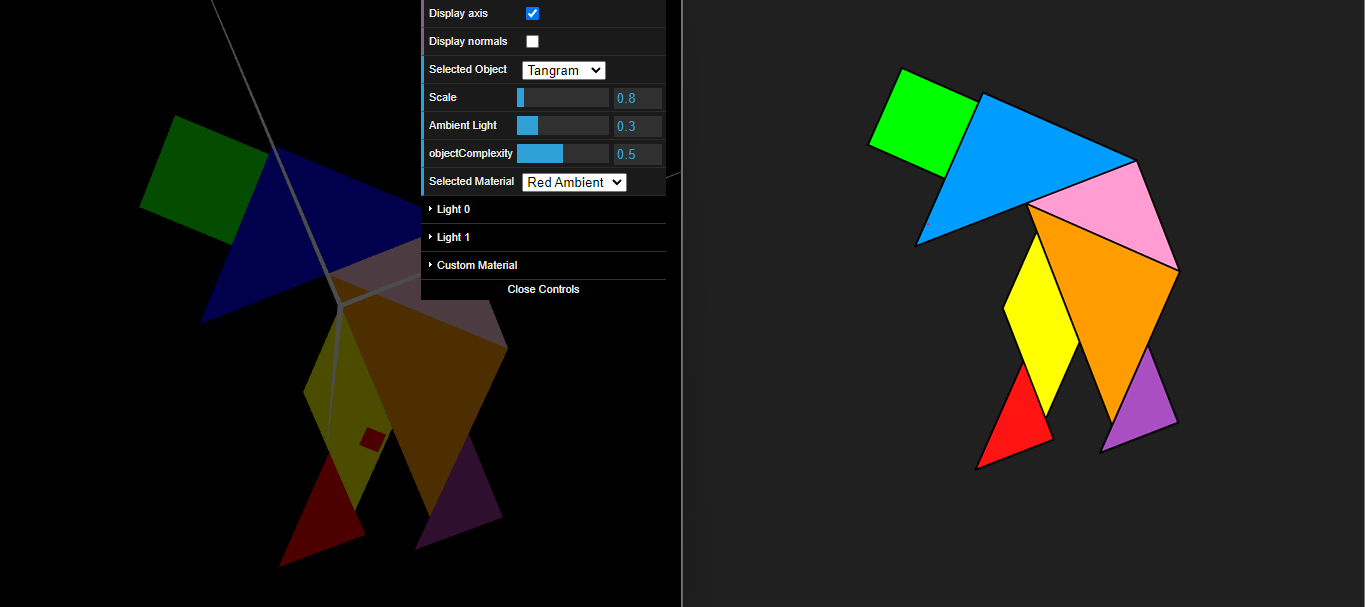 Display axis
Display normals
Selected Object Tangram
Scale 0.8
Ambient Light 0.3
objectComplexity 0.5
Selected Material Red Ambient
Light 0
Light 1
Custom Material
Close Controls